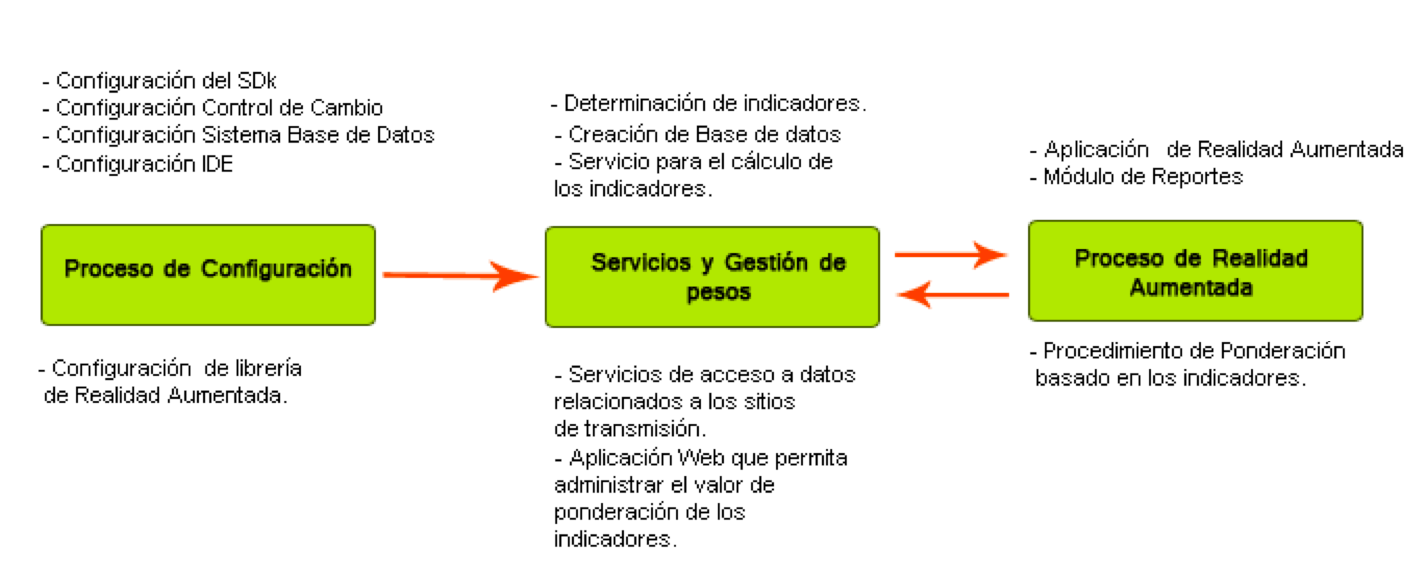 - Configuración del SDk
- Configuración Control de Cambio
- Configuración Sistema Base de Datos
- Configuración IDE
Proceso de Configuración
- Configuración de librería
de Realidad Aumentada.
- Determinación de indicadores.
- Creación de Base de datos
- Servicio para el cálculo de
los indicadores.
Servicios y Gestión de
pesos
- Servicios de acceso a datos
relacionados a los sitios
de transmisión.
- Aplicación Web que permita
administrar el valor de
ponderación de los
indicadores.
- Aplicación de Realidad Aumentada
- Módulo de Reportes
Proceso de Realidad
Aumentada
- Procedimiento de Ponderación
basado en los indicadores.